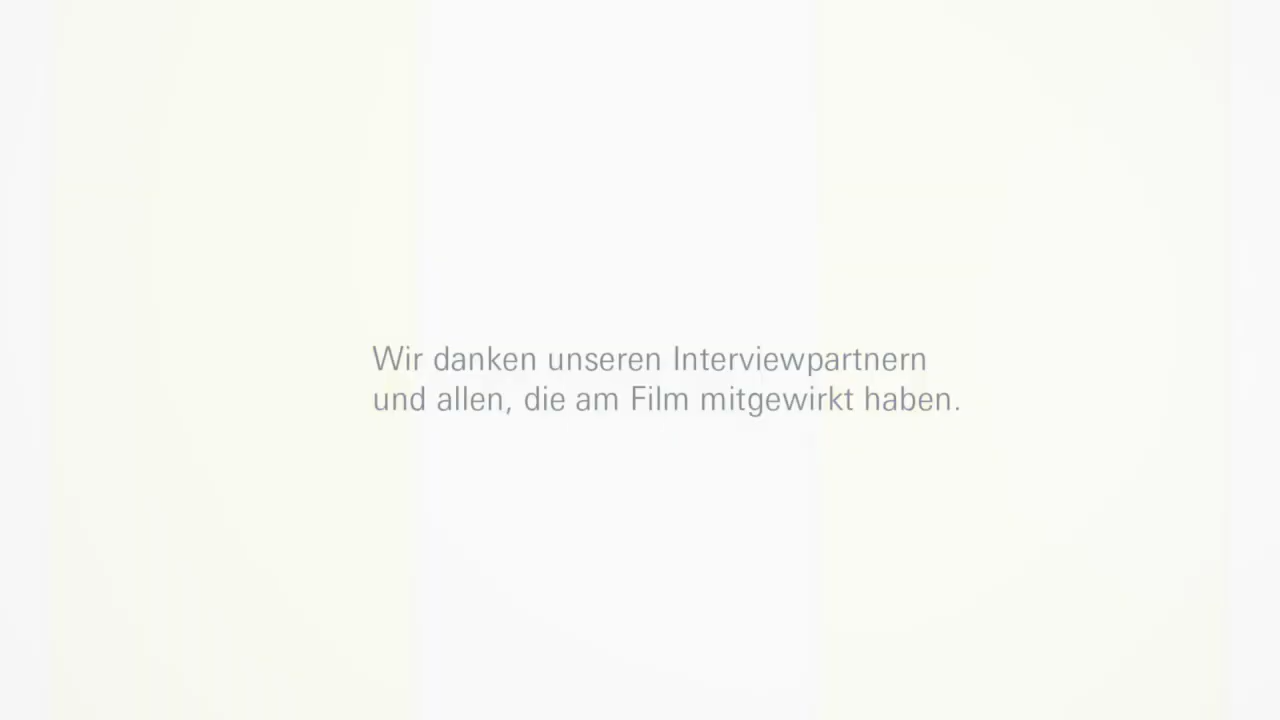 Wir danken unseren Interviewpartnern
und allen, die am Film mitgewirkt haben.